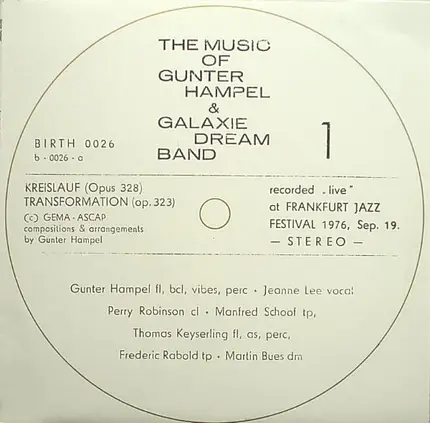 THE MUSIC
OF
GUNTER
HAMPEL
&
GALAXIE
DREAM
BAND
1
BIRTH 0026
b - 0026 - a
KREISLAUF (Opus 328)
TRANSFORMATION (op. 323)
(c) GEMA - ASCAP
compositions & arrangements
by Gunter Hampel
recorded „live"
at FRANKFURT JAZZ
FESTIVAL 1976, Sep. 19.
— STEREO —
Gunter Hampel fl, bcl, vibes, perc · Jeanne Lee vocal
Perry Robinson cl · Manfred Schoof tp,
Thomas Keyserling fl, as, perc,
Frederic Rabold tp · Martin Bues dm